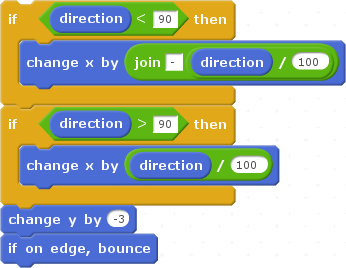 if direction < 90 then
change x by join - direction / 100
if direction > 90 then
change x by direction / 100
change y by -3
if on edge, bounce